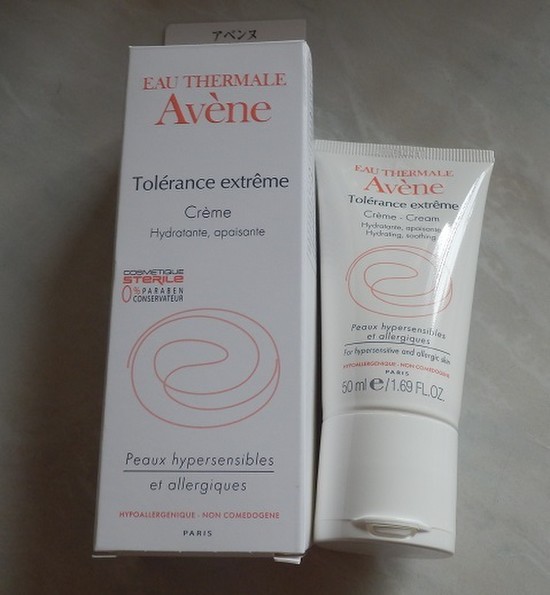 アベンヌ
EAU THERMALE
Avène
Tolérance extrême
Crème
Hydratante, apaisante
COSMETIQUE
STERILE
0% PARABEN
CONSERVATEUR
Peaux hypersensibles
et allergiques
HYPOALLERGENIQUE - NON COMEDOGENE
PARIS
EAU THERMALE
Avène
Tolérance extrême
Crème - Cream
Hydratante, apaisante
Hydrating, soothing
Peaux hypersensibles
et allergiques
For hypersensitive and allergic skin
HYPOALLERGENIQUE - NON COMEDOGENE
PARIS
50 ml e/1.69 FL.OZ.